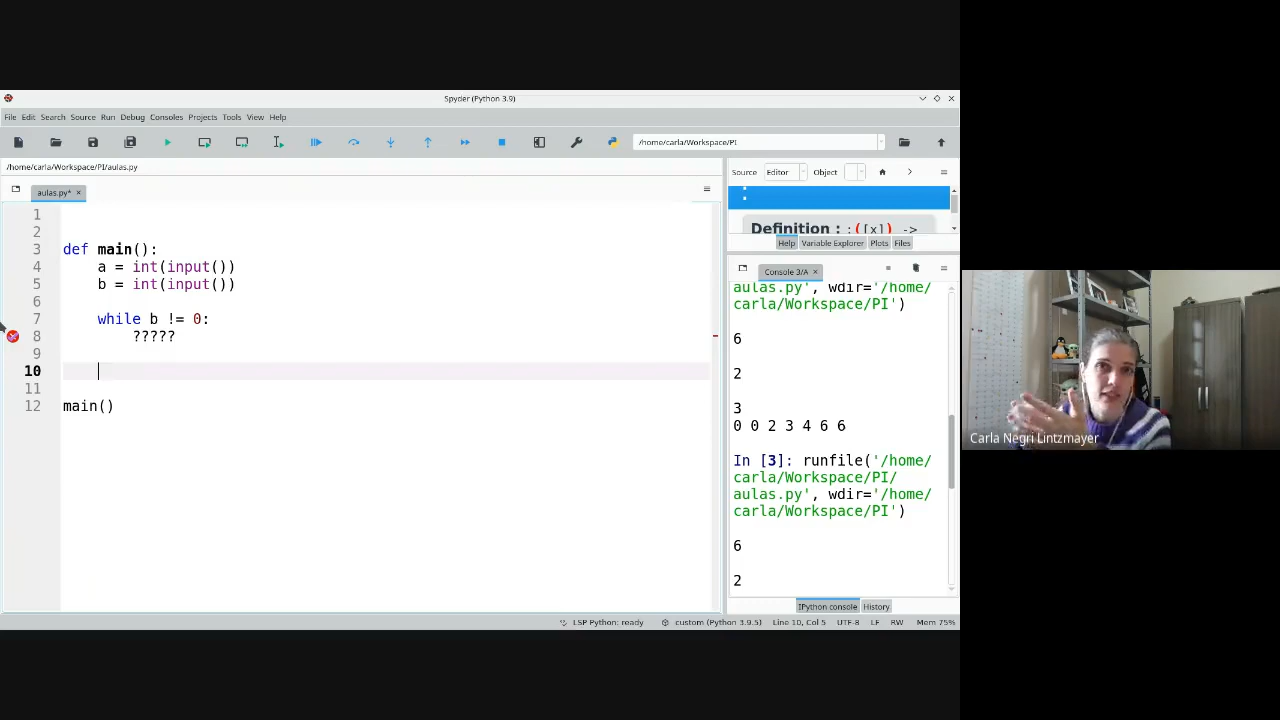 Spyder (Python 3.9)
File Edit Search Source Run Debug Consoles Projects Tools View Help
/home/carla/Workspace/PI
/home/carla/Workspace/PI/aulas.py
aulas.py*
1
2
3 def main():
4 a = int(input())
5 b = int(input())
6
7 while b != 0:
8 ?????
9
10
11
12 main()
Source Editor Object
:
Definition : :([x]) ->
Help Variable Explorer Plots Files
Console 3/A
aulas.py', wdir='/home/
carla/Workspace/PI')
6
2
3
0 0 2 3 4 6 6
In [3]: runfile('/home/
carla/Workspace/PI/
aulas.py', wdir='/home/
carla/Workspace/PI')
6
2
IPython console History
LSP Python: ready custom (Python 3.9.5) Line 10, Col 5 UTF-8 LF RW Mem 75%
Carla Negri Lintzmayer